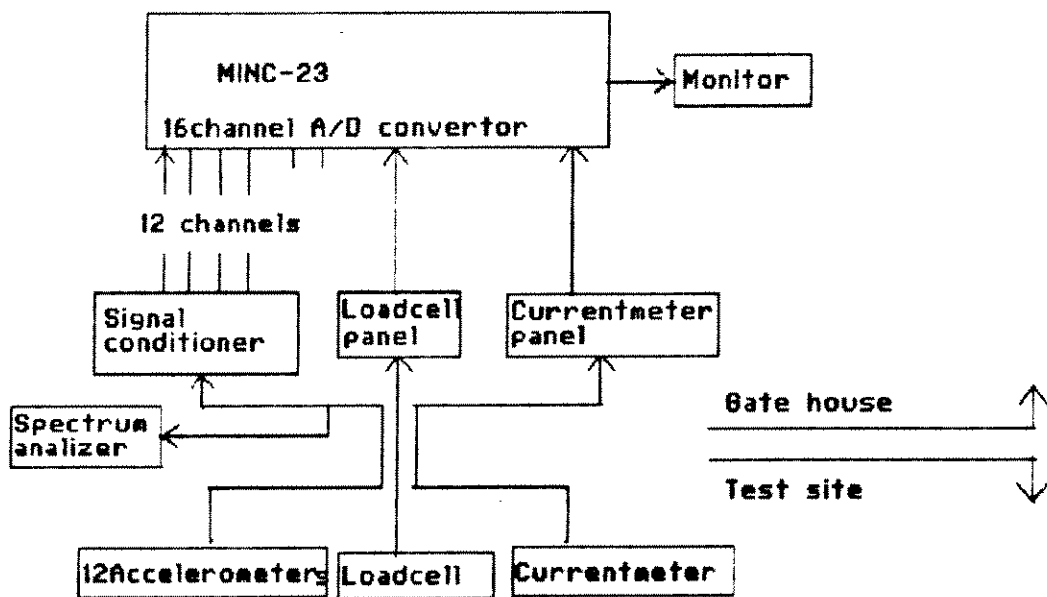 MINC-23
Monitor
16channel A/D convertor
12 channels
Signal
conditioner
Loadcell
panel
Currentmeter
panel
Spectrum
analizer
Gate house
Test site
12Accelerometers
Loadcell
Currentmeter